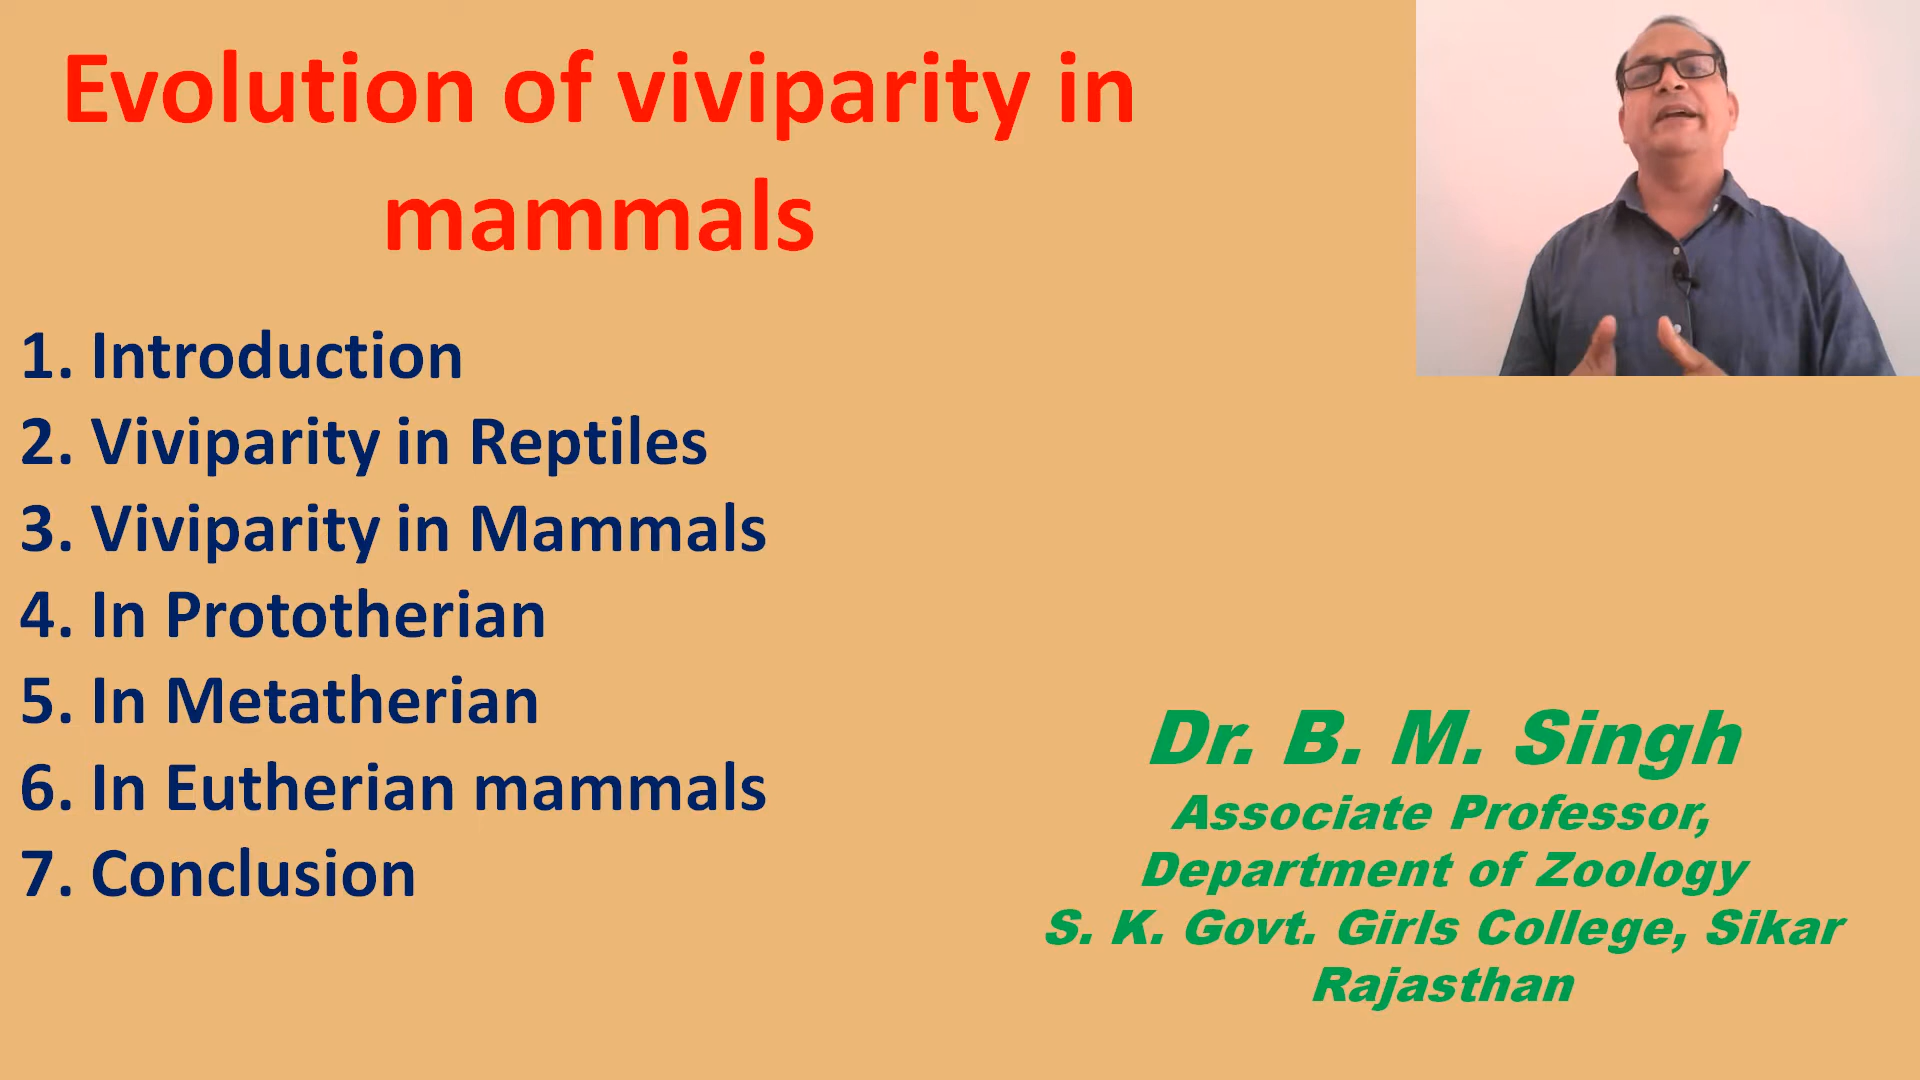 Evolution of viviparity in
mammals
1. Introduction
2. Viviparity in Reptiles
3. Viviparity in Mammals
4. In Prototherian
5. In Metatherian
6. In Eutherian mammals
7. Conclusion
Dr. B. M. Singh
Associate Professor,
Department of Zoology
S. K. Govt. Girls College, Sikar
Rajasthan